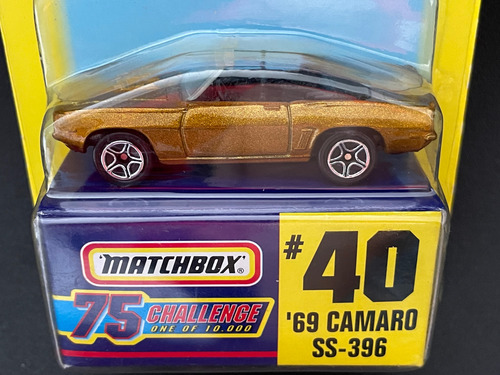 'MATCHBOX'®
75 CHALLENGE
ONE OF 10.000
#40
'69 CAMARO
SS-396